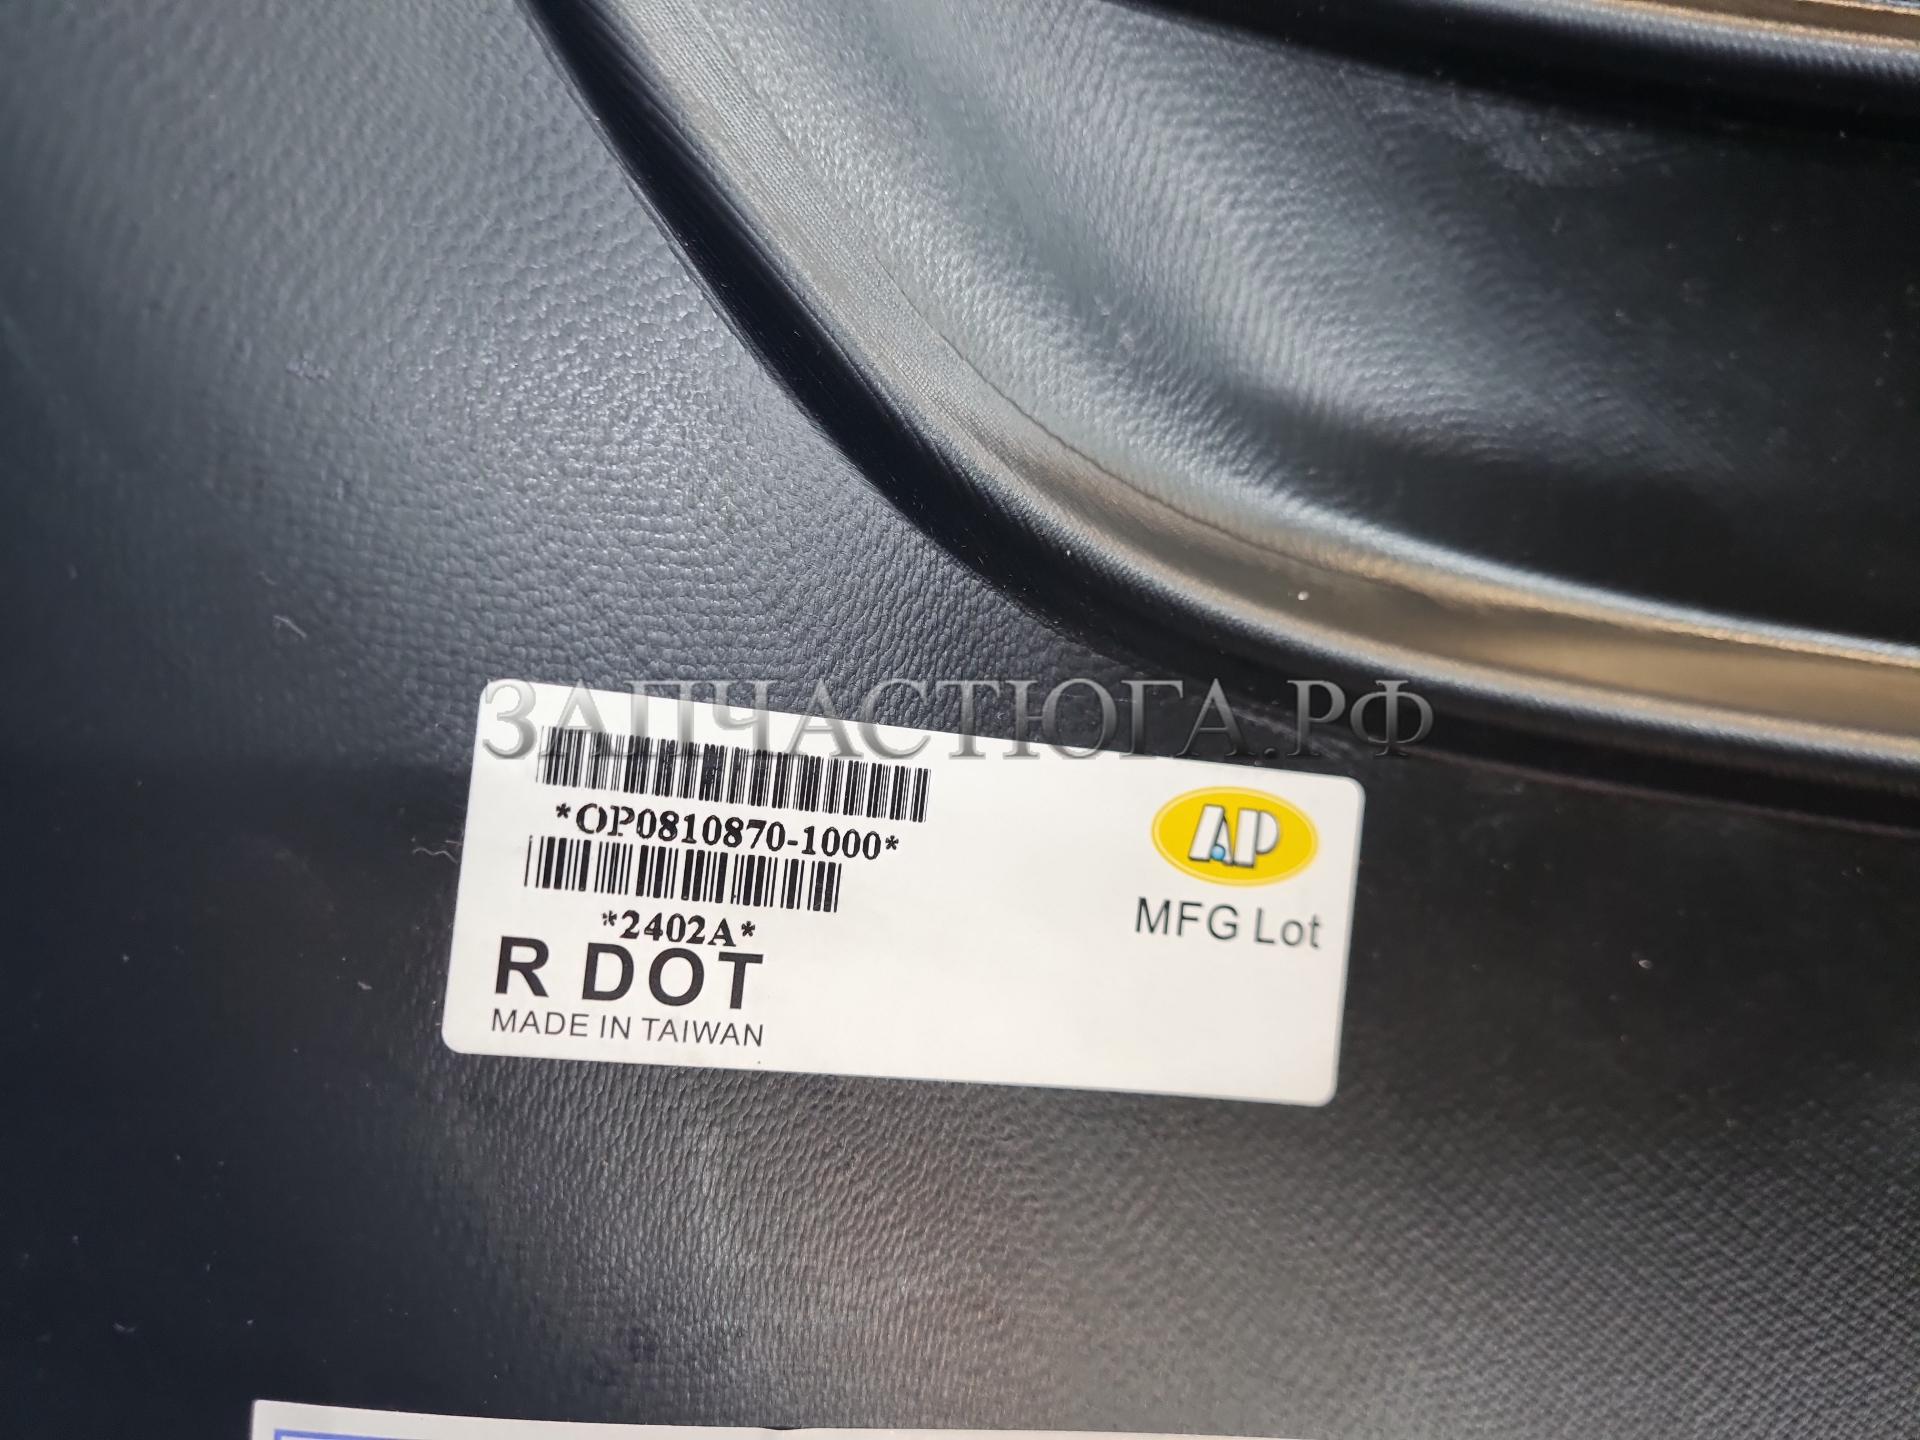 ЗАПЧАСТЮГА.РФ
*OP0810870-1000*
*2402A*
R DOT
MADE IN TAIWAN
AP
MFG Lot